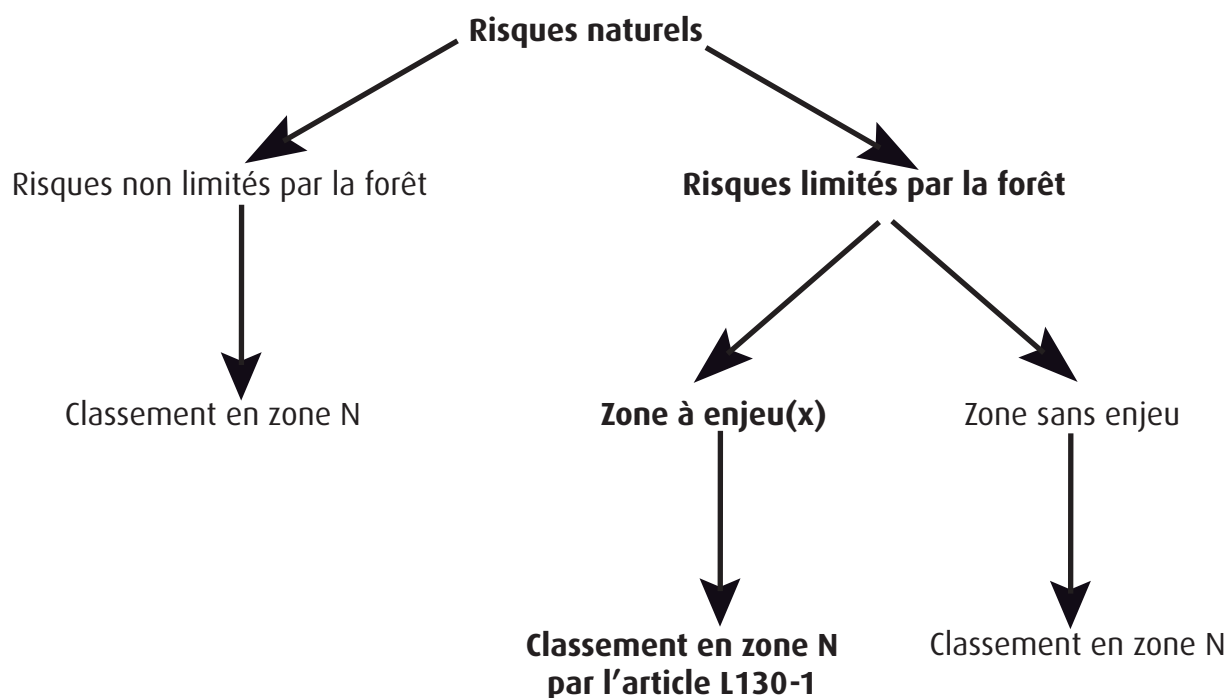 Risques naturels
Risques non limités par la forêt
Risques limités par la forêt
Classement en zone N
Zone à enjeu(x)
Zone sans enjeu
Classement en zone N
par l'article L130-1
Classement en zone N